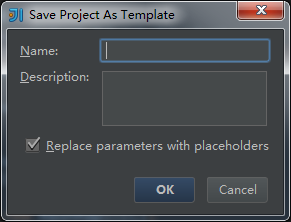 Save Project As Template
Name:
Description:
Replace parameters with placeholders
OK
Cancel